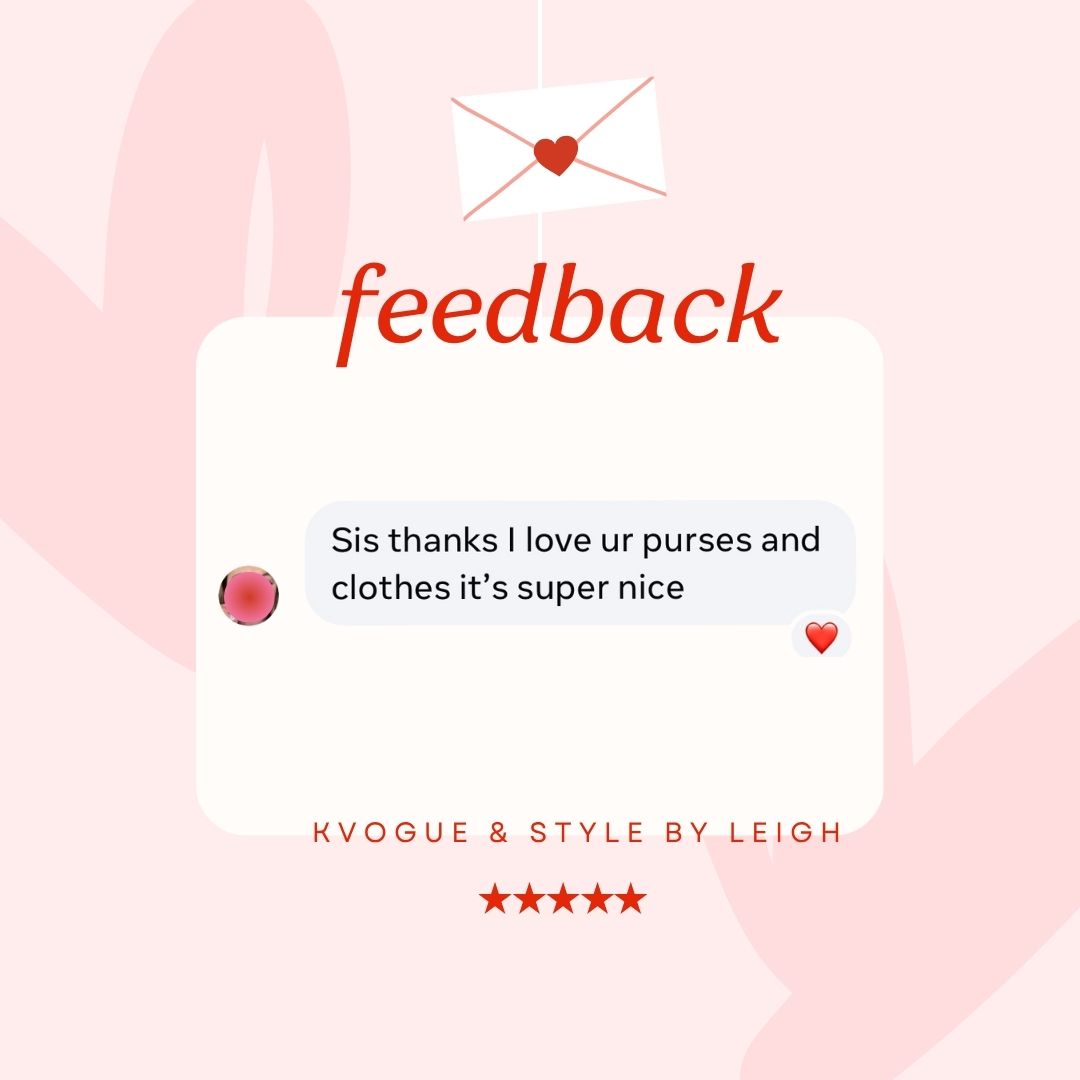 feedback
Sis thanks I love ur purses and
clothes it’s super nice
KVOGUE & STYLE BY LEIGH